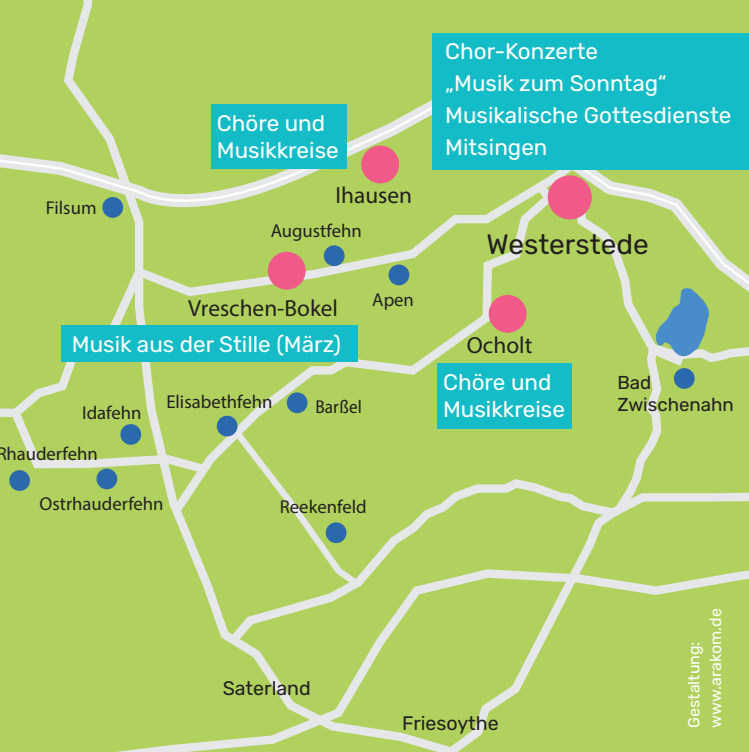 Chor-Konzerte
„Musik zum Sonntag“
Musikalische Gottesdienste
Mitsingen
Chöre und
Musikkreise
Ihausen
Filsum
Augustfehn
Westerstede
Apen
Vreschen-Bokel
Musik aus der Stille (März)
Ocholt
Chöre und
Musikkreise
Bad
Zwischenahn
Elisabethfehn
Barßel
Idafehn
Rhauderfehn
Ostrhauderfehn
Reekenfeld
Saterland
Friesoythe
Gestaltung:
www.arakom.de